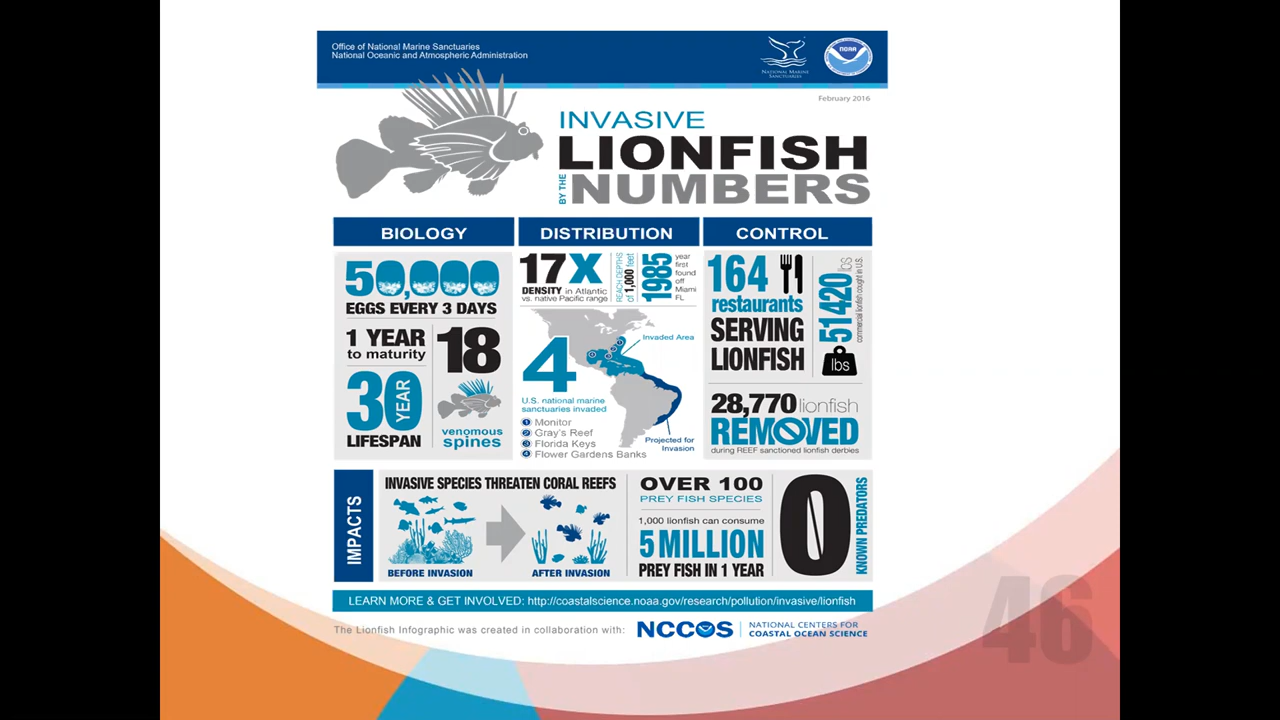 Office of National Marine Sanctuaries
National Oceanic and Atmospheric Administration
NATIONAL MARINE
SANCTUARIES
NOAA
February 2016
INVASIVE
LIONFISH
BY THE
NUMBERS
BIOLOGY
50,000
EGGS EVERY 3 DAYS
1 YEAR
to maturity
18
venomous
spines
30 YEAR
LIFESPAN
DISTRIBUTION
17X
DENSITY in Atlantic
vs. native Pacific range
REACH DEPTHS
of 1,000 feet
1985
year
first
found
off
Miami
FL
Invaded Area
4
U.S. national marine
sanctuaries invaded
1 Monitor
2 Gray's Reef
3 Florida Keys
4 Flower Gardens Banks
Projected for
Invasion
CONTROL
164
restaurants
SERVING
LIONFISH
51420 lbs
commercial lionfish caught in U.S.
lbs
28,770 lionfish
REMOVED
during REEF sanctioned lionfish derbies
IMPACTS
INVASIVE SPECIES THREATEN CORAL REEFS
BEFORE INVASION
AFTER INVASION
OVER 100
PREY FISH SPECIES
1,000 lionfish can consume
5 MILLION
PREY FISH IN 1 YEAR
0
KNOWN PREDATORS
LEARN MORE & GET INVOLVED: http://coastalscience.noaa.gov/research/pollution/invasive/lionfish
The Lionfish Infographic was created in collaboration with:
NCCOS
NATIONAL CENTERS FOR
COASTAL OCEAN SCIENCE
46